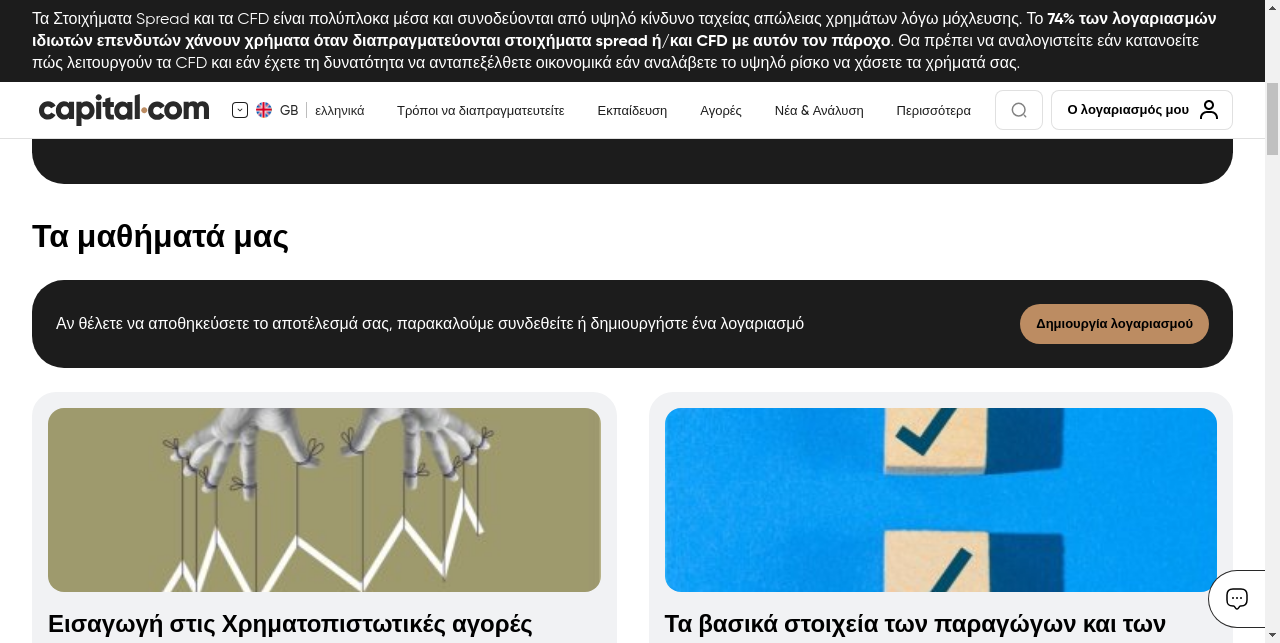 Τα Στοιχήματα Spread και τα CFD είναι πολύπλοκα μέσα και συνοδεύονται από υψηλό κίνδυνο ταχείας απώλειας χρημάτων λόγω μόχλευσης. Το 74% των λογαριασμών
ιδιωτών επενδυτών χάνουν χρήματα όταν διαπραγματεύονται στοιχήματα spread ή/και CFD με αυτόν τον πάροχο. Θα πρέπει να αναλογιστείτε εάν κατανοείτε
πώς λειτουργούν τα CFD και εάν έχετε τη δυνατότητα να ανταπεξέλθετε οικονομικά εάν αναλάβετε το υψηλό ρίσκο να χάσετε τα χρήματά σας.
capital.com GB ελληνικά Τρόποι να διαπραγματευτείτε Εκπαίδευση Αγορές Νέα & Ανάλυση Περισσότερα Ο λογαριασμός μου
Τα μαθήματά μας
Αν θέλετε να αποθηκεύσετε το αποτέλεσμά σας, παρακαλούμε συνδεθείτε ή δημιουργήστε ένα λογαριασμό Δημιουργία λογαριασμού
Εισαγωγή στις Χρηματοπιστωτικές αγορές
Τα βασικά στοιχεία των παραγώγων και των